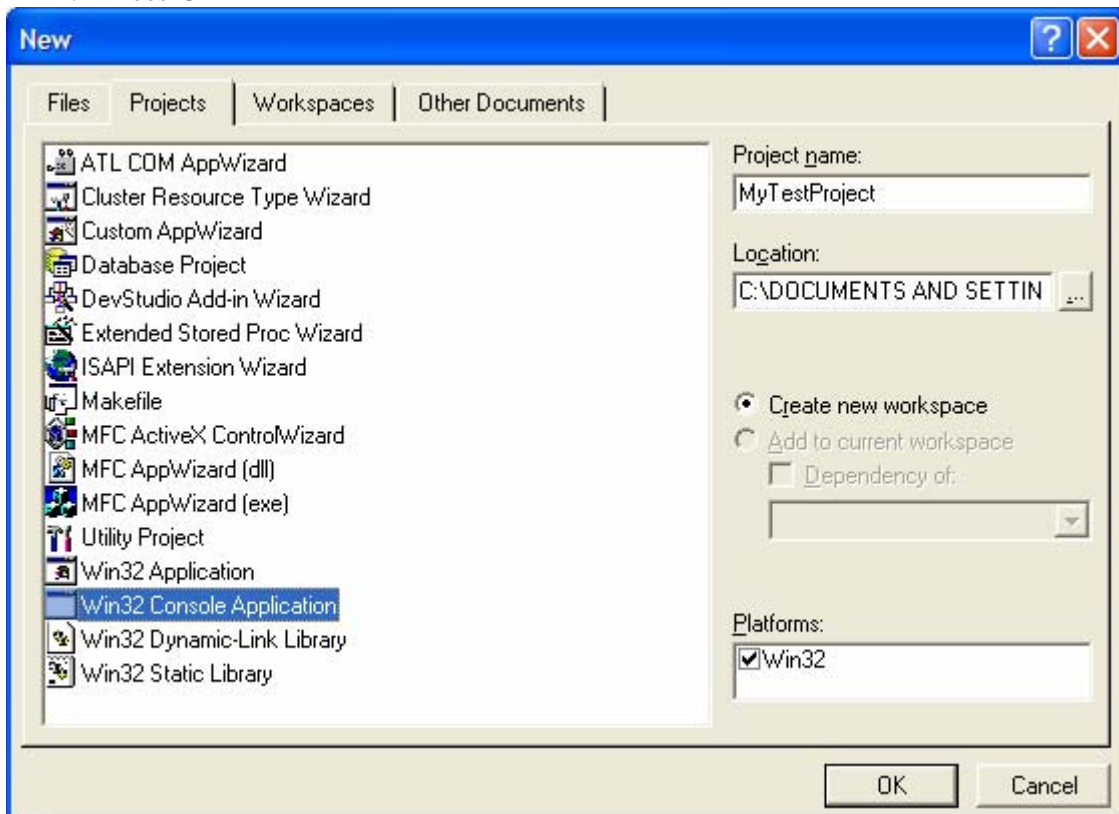 New
Files Projects Workspaces Other Documents
ATL COM AppWizard
Cluster Resource Type Wizard
Custom AppWizard
Database Project
DevStudio Add-in Wizard
Extended Stored Proc Wizard
ISAPI Extension Wizard
Makefile
MFC ActiveX ControlWizard
MFC AppWizard (dll)
MFC AppWizard (exe)
Utility Project
Win32 Application
Win32 Console Application
Win32 Dynamic-Link Library
Win32 Static Library
Project name:
MyTestProject
Location:
C:\DOCUMENTS AND SETTIN ...
Create new workspace
Add to current workspace
Dependency of:
Platforms:
Win32
OK Cancel